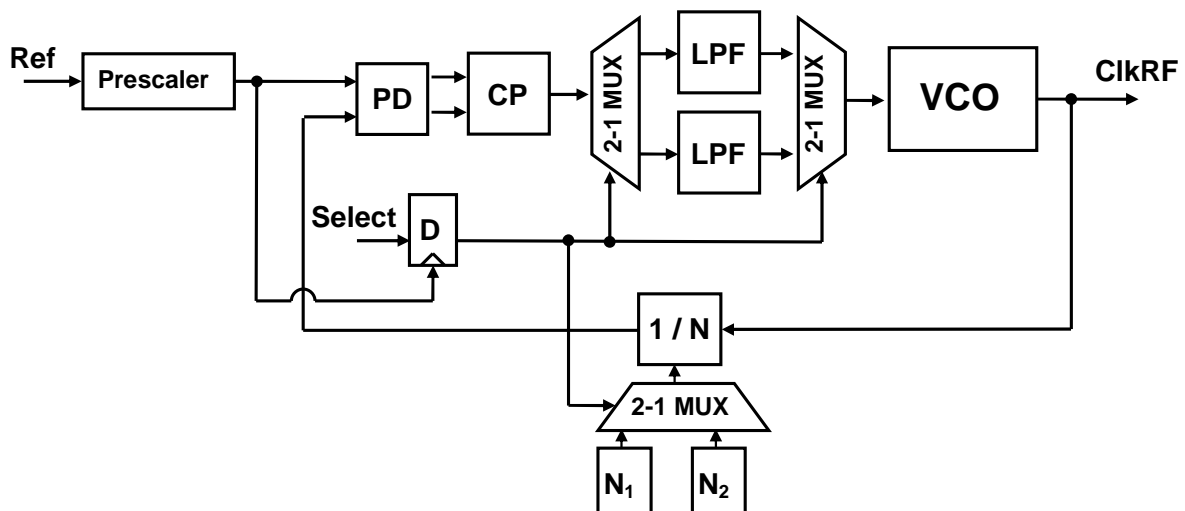 Ref
Prescaler
PD
CP
2-1 MUX
LPF
LPF
2-1 MUX
VCO
ClkRF
Select
D
1 / N
2-1 MUX
N₁
N₂